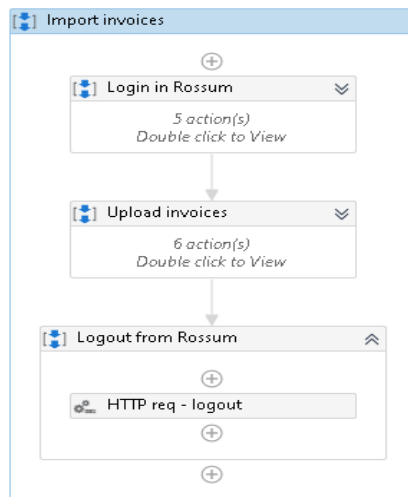 Import invoices
Login in Rossum
5 action(s)
Double click to View
Upload invoices
6 action(s)
Double click to View
Logout from Rossum
HTTP req - logout